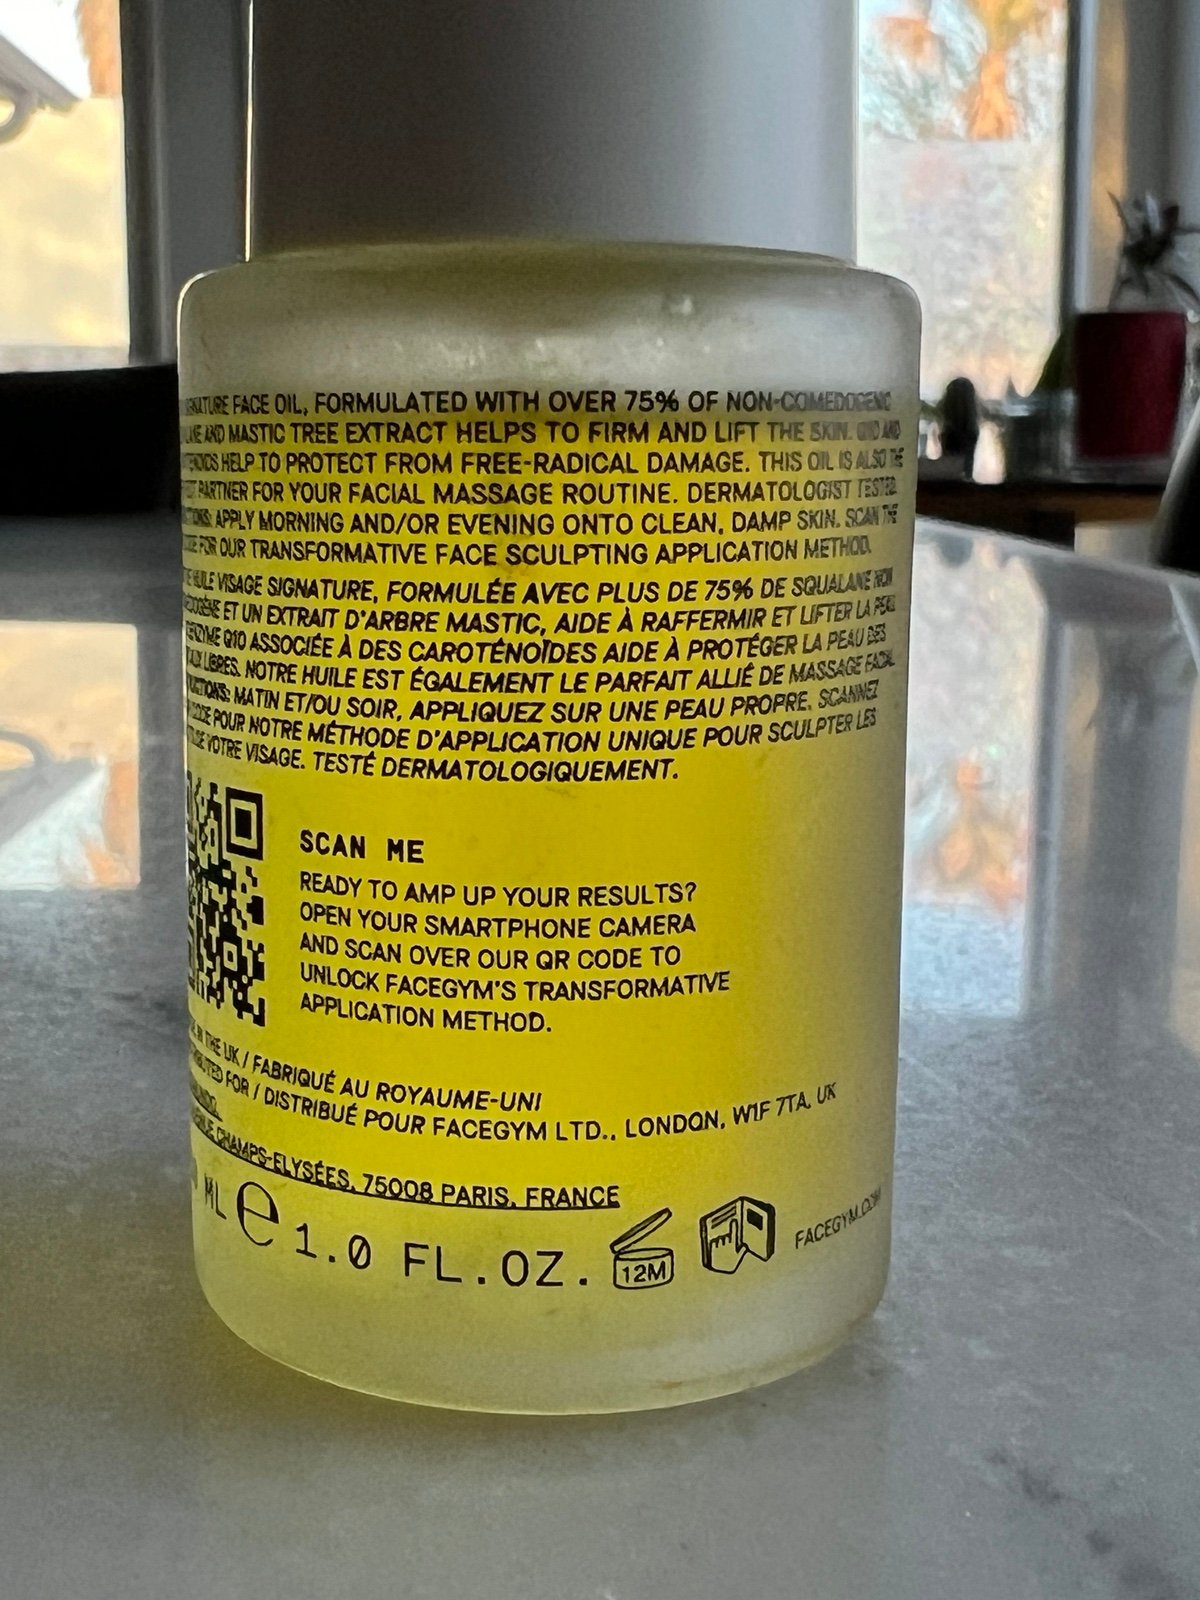 FACE OIL, FORMULATED WITH OVER 75% OF NON-COMEDOGENIC
AND MASTIC TREE EXTRACT HELPS TO FIRM AND LIFT THE SKIN. Q10 AND
HELP TO PROTECT FROM FREE-RADICAL DAMAGE. THIS OIL IS ALSO THE
PARTNER FOR YOUR FACIAL MASSAGE ROUTINE. DERMATOLOGIST TESTED.
APPLY MORNING AND/OR EVENING ONTO CLEAN, DAMP SKIN. SCAN THE
FOR OUR TRANSFORMATIVE FACE SCULPTING APPLICATION METHOD.
HUILE VISAGE SIGNATURE, FORMULÉE AVEC PLUS DE 75% DE SQUALANE NON
ET UN EXTRAIT D'ARBRE MASTIC, AIDE À RAFFERMIR ET LIFTER LA PEAU.
Q10 ASSOCIÉE À DES CAROTÉNOÏDES AIDE À PROTÉGER LA PEAU DES
LIBRES. NOTRE HUILE EST ÉGALEMENT LE PARFAIT ALLIÉ DE MASSAGE FACIAL.
MATIN ET/OU SOIR, APPLIQUEZ SUR UNE PEAU PROPRE. SCANNEZ
CODE POUR NOTRE MÉTHODE D'APPLICATION UNIQUE POUR SCULPTER LES
DE VOTRE VISAGE. TESTÉ DERMATOLOGIQUEMENT.
SCAN ME
READY TO AMP UP YOUR RESULTS?
OPEN YOUR SMARTPHONE CAMERA
AND SCAN OVER OUR QR CODE TO
UNLOCK FACEGYM'S TRANSFORMATIVE
APPLICATION METHOD.
IN THE UK / FABRIQUÉ AU ROYAUME-UNI
FOR / DISTRIBUÉ POUR FACEGYM LTD., LONDON, W1F 7TA, UK
CHAMPS-ELYSÉES, 75008 PARIS, FRANCE
ML e 1.0 FL.OZ. 12M FACEGYM.COM